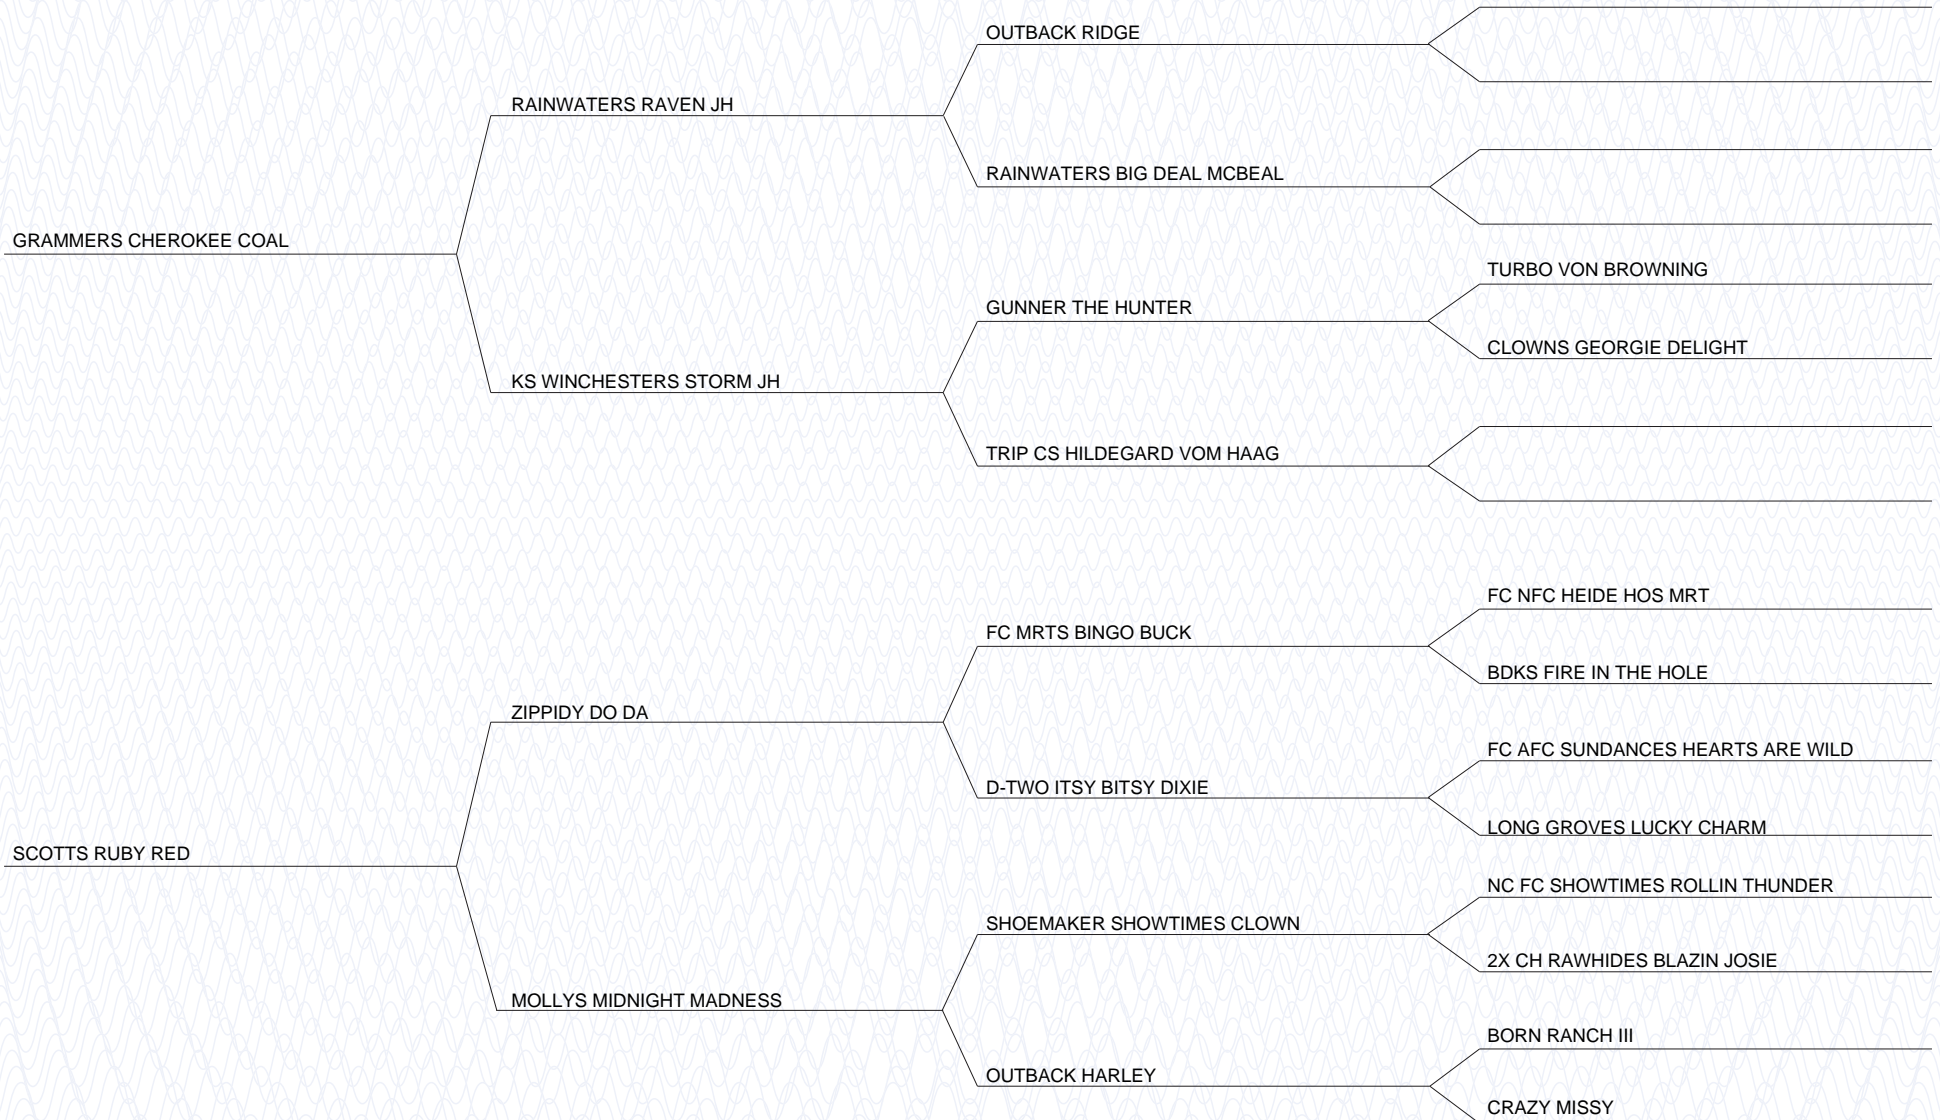 OUTBACK RIDGE
RAINWATERS RAVEN JH
RAINWATERS BIG DEAL MCBEAL
GRAMMERS CHEROKEE COAL
TURBO VON BROWNING
GUNNER THE HUNTER
CLOWNS GEORGIE DELIGHT
KS WINCHESTERS STORM JH
TRIP CS HILDEGARD VOM HAAG
FC NFC HEIDE HOS MRT
FC MRTS BINGO BUCK
BDKS FIRE IN THE HOLE
ZIPPIDY DO DA
FC AFC SUNDANCES HEARTS ARE WILD
D-TWO ITSY BITSY DIXIE
LONG GROVES LUCKY CHARM
SCOTTS RUBY RED
NC FC SHOWTIMES ROLLIN THUNDER
SHOEMAKER SHOWTIMES CLOWN
2X CH RAWHIDES BLAZIN JOSIE
MOLLYS MIDNIGHT MADNESS
BORN RANCH III
OUTBACK HARLEY
CRAZY MISSY